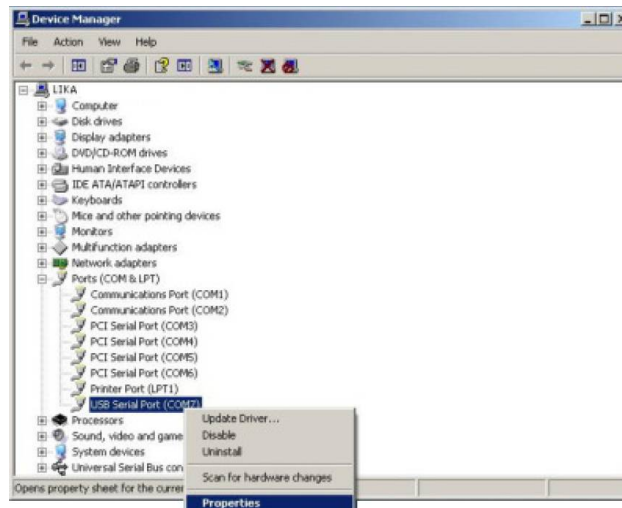 Device Manager
File Action View Help
LIKA
Computer
Disk drives
Display adapters
DVD/CD-ROM drives
Human Interface Devices
IDE ATA/ATAPI controllers
Keyboards
Mice and other pointing devices
Monitors
Multifunction adapters
Network adapters
Ports (COM & LPT)
Communications Port (COM1)
Communications Port (COM2)
PCI Serial Port (COM3)
PCI Serial Port (COM4)
PCI Serial Port (COM5)
PCI Serial Port (COM6)
Printer Port (LPT1)
USB Serial Port (COM7)
Processors
Sound, video and game
System devices
Universal Serial Bus con
Update Driver...
Disable
Uninstall
Scan for hardware changes
Properties
Opens property sheet for the currer